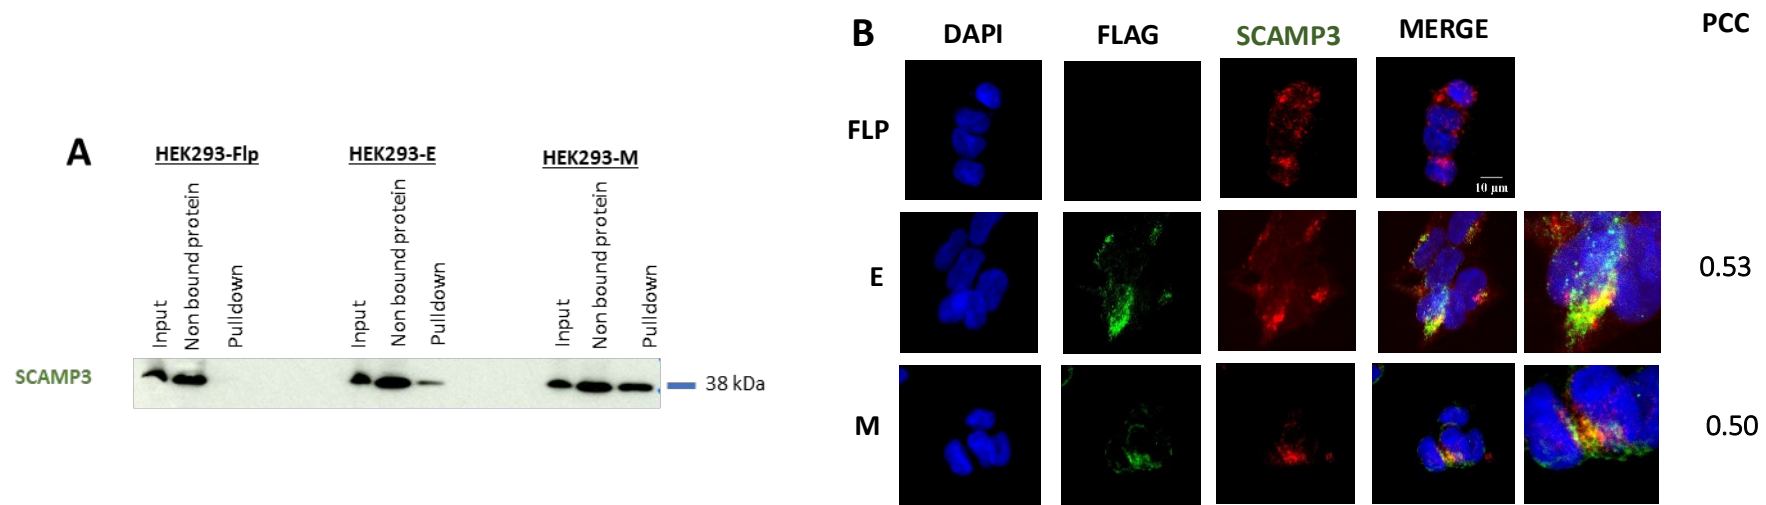 A
HEK293-Flp
HEK293-E
HEK293-M
Input
Non bound protein
Pulldown
Input
Non bound protein
Pulldown
Input
Non bound protein
Pulldown
SCAMP3
38 kDa
B
DAPI
FLAG
SCAMP3
MERGE
PCC
FLP
10 µm
E
0.53
M
0.50